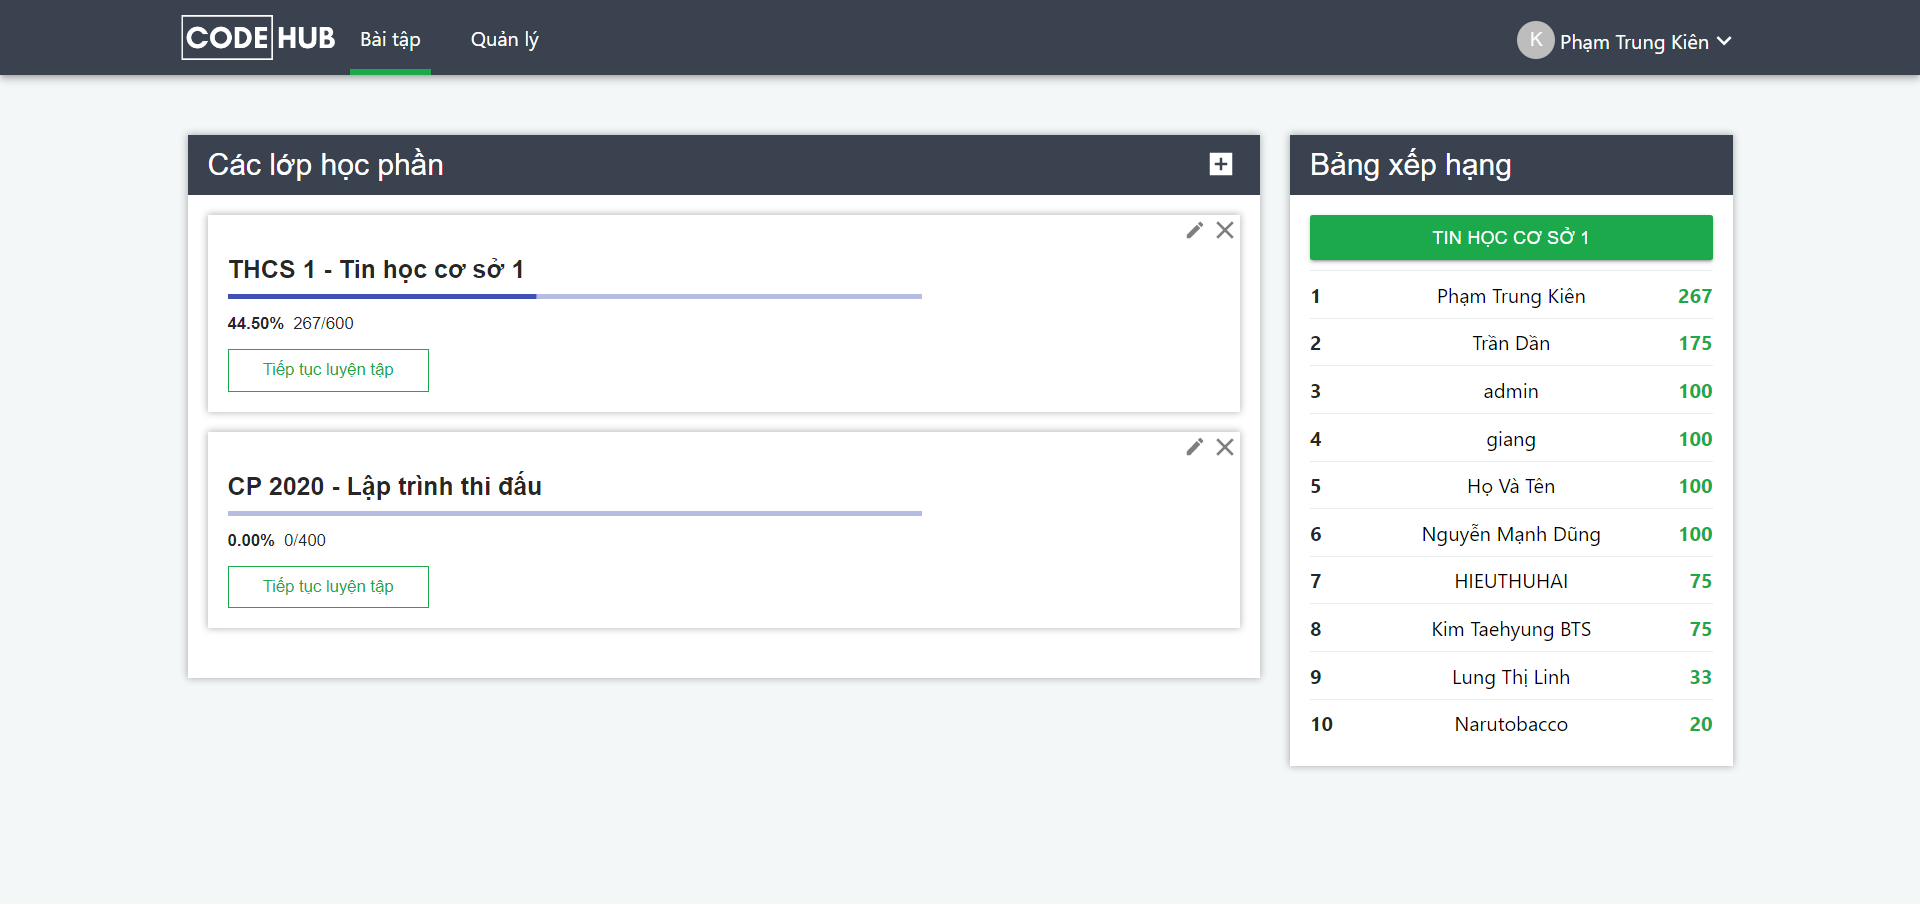 CODE HUB
Bài tập
Quản lý
K Phạm Trung Kiên
Các lớp học phần
THCS 1 - Tin học cơ sở 1
44.50% 267/600
Tiếp tục luyện tập
CP 2020 - Lập trình thi đấu
0.00% 0/400
Tiếp tục luyện tập
Bảng xếp hạng
TIN HỌC CƠ SỞ 1
1 Phạm Trung Kiên 267
2 Trần Dần 175
3 admin 100
4 giang 100
5 Họ Và Tên 100
6 Nguyễn Mạnh Dũng 100
7 HIEUTHUHAI 75
8 Kim Taehyung BTS 75
9 Lung Thị Linh 33
10 Narutobacco 20